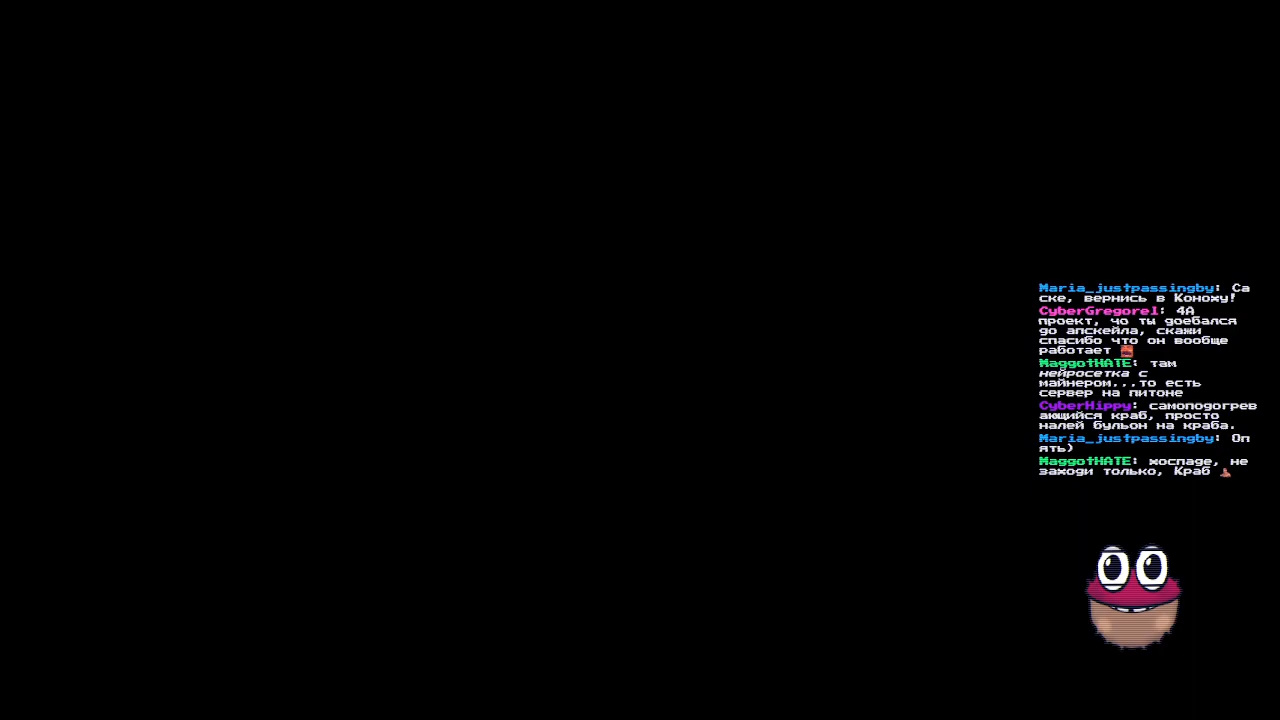 Maria_justpassingby: Са
ске, вернись в Коноху!
CyberGregorel: 4А
проект, чо ты доебался
до апскейла, скажи
спасибо что он вообще
работает
MaggotHATE: там
нейросетка с
майнером...то есть
сервер на питоне
CyberHippy: самоподогрев
ающийся краб, просто
налей бульон на краба.
Maria_justpassingby: Оп
ять)
MaggotHATE: хоспаде, не
заходи только, Краб